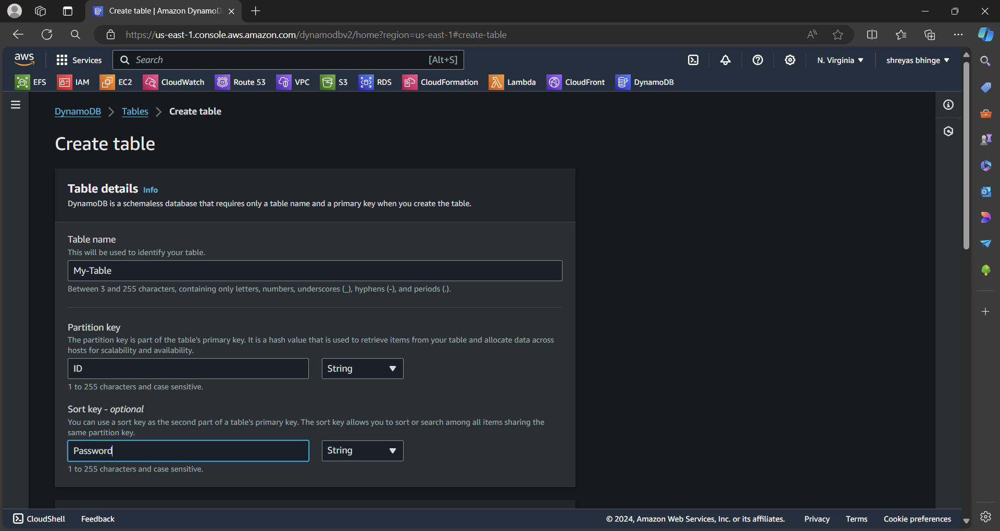 Create table | Amazon DynamoD
https://us-east-1.console.aws.amazon.com/dynamodbv2/home?region=us-east-1#create-table
aws
Services
Search
[Alt+S]
N. Virginia
shreyas bhinge
EFS
IAM
EC2
CloudWatch
Route 53
VPC
S3
RDS
CloudFormation
Lambda
CloudFront
DynamoDB
DynamoDB
Tables
Create table
Create table
Table details Info
DynamoDB is a schemaless database that requires only a table name and a primary key when you create the table.
Table name
This will be used to identify your table.
My-Table
Between 3 and 255 characters, containing only letters, numbers, underscores (_), hyphens (-), and periods (.).
Partition key
The partition key is part of the table's primary key. It is a hash value that is used to retrieve items from your table and allocate data across
hosts for scalability and availability.
ID
String
1 to 255 characters and case sensitive.
Sort key - optional
You can use a sort key as the second part of a table's primary key. The sort key allows you to sort or search among all items sharing the
same partition key.
Password
String
1 to 255 characters and case sensitive.
CloudShell
Feedback
© 2024, Amazon Web Services, Inc. or its affiliates.
Privacy
Terms
Cookie preferences